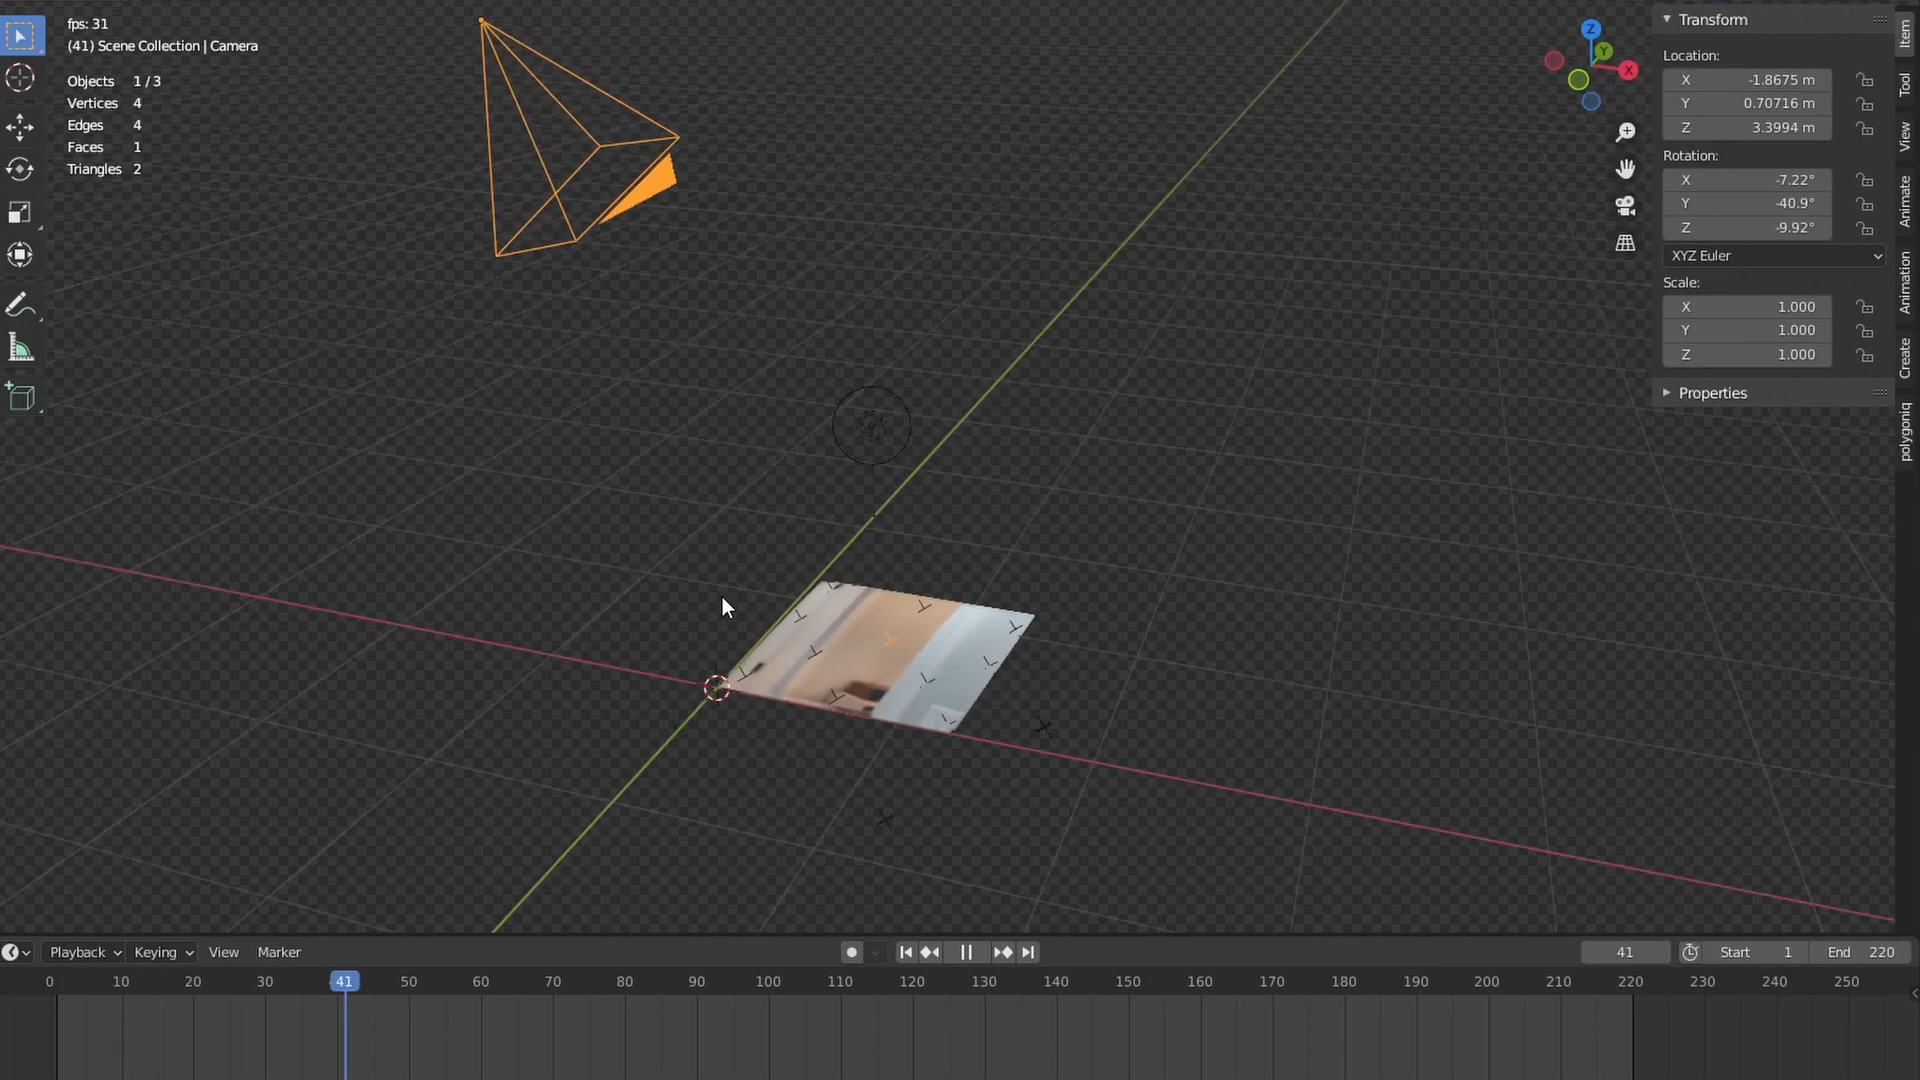 fps: 31
(41) Scene Collection | Camera
Objects 1 / 3
Vertices 4
Edges 4
Faces 1
Triangles 2
Z
Y
X
Transform
Location:
X -1.8675 m
Y 0.70716 m
Z 3.3994 m
Rotation:
X -7.22°
Y -40.9°
Z -9.92°
XYZ Euler
Scale:
X 1.000
Y 1.000
Z 1.000
Properties
Item
Tool
View
Animate
Animation
Create
polygoniq
Playback Keying View Marker 41 Start 1 End 220
0 10 20 30 41 50 60 70 80 90 100 110 120 130 140 150 160 170 180 190 200 210 220 230 240 250